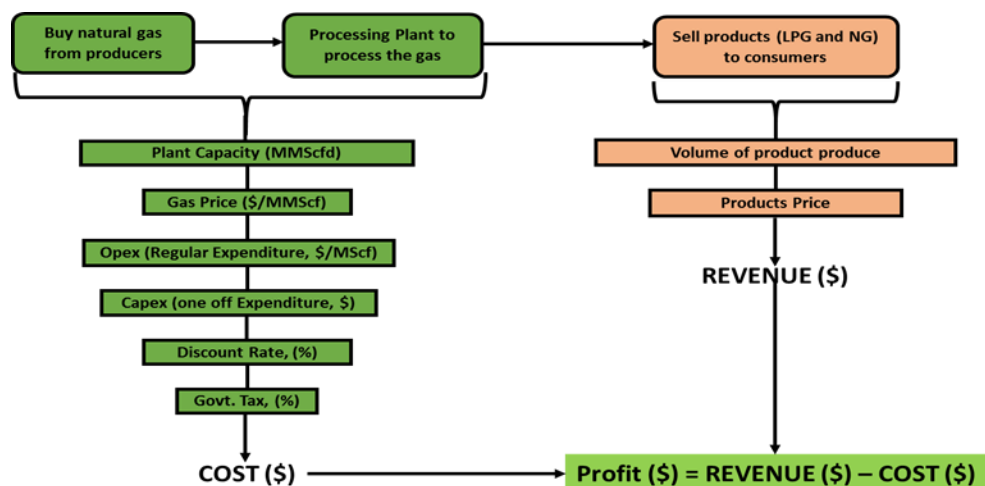 Buy natural gas
from producers
Processing Plant to
process the gas
Sell products (LPG and NG)
to consumers
Plant Capacity (MMScfd)
Gas Price ($/MMScf)
Opex (Regular Expenditure, $/MScf)
Capex (one off Expenditure, $)
Discount Rate, (%)
Govt. Tax, (%)
COST ($)
Volume of product produce
Products Price
REVENUE ($)
Profit ($) = REVENUE ($) – COST ($)